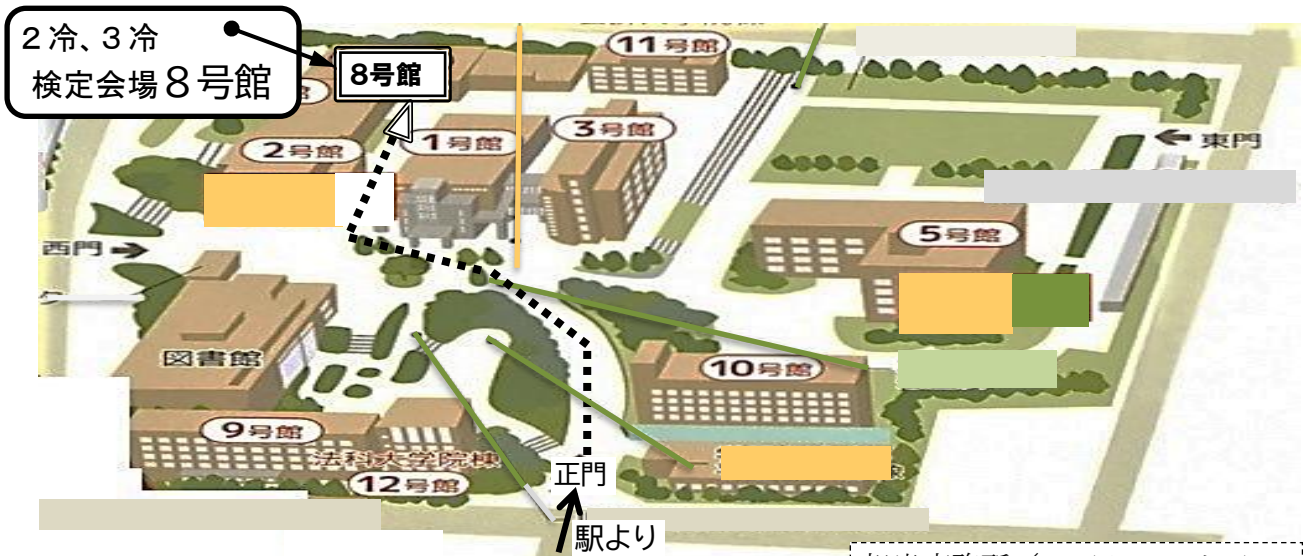 2冷、3冷
検定会場8号館
8号館
11号館
3号館
1号館
2号館
東門
西門
5号館
図書館
10号館
9号館
法科大学院棟
12号館
正門
駅より